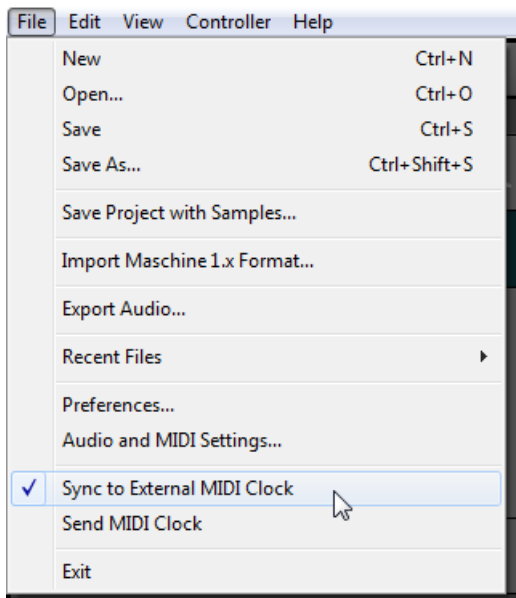 File Edit View Controller Help
New Ctrl+N
Open... Ctrl+O
Save Ctrl+S
Save As... Ctrl+Shift+S
Save Project with Samples...
Import Maschine 1.x Format...
Export Audio...
Recent Files
Preferences...
Audio and MIDI Settings...
Sync to External MIDI Clock
Send MIDI Clock
Exit